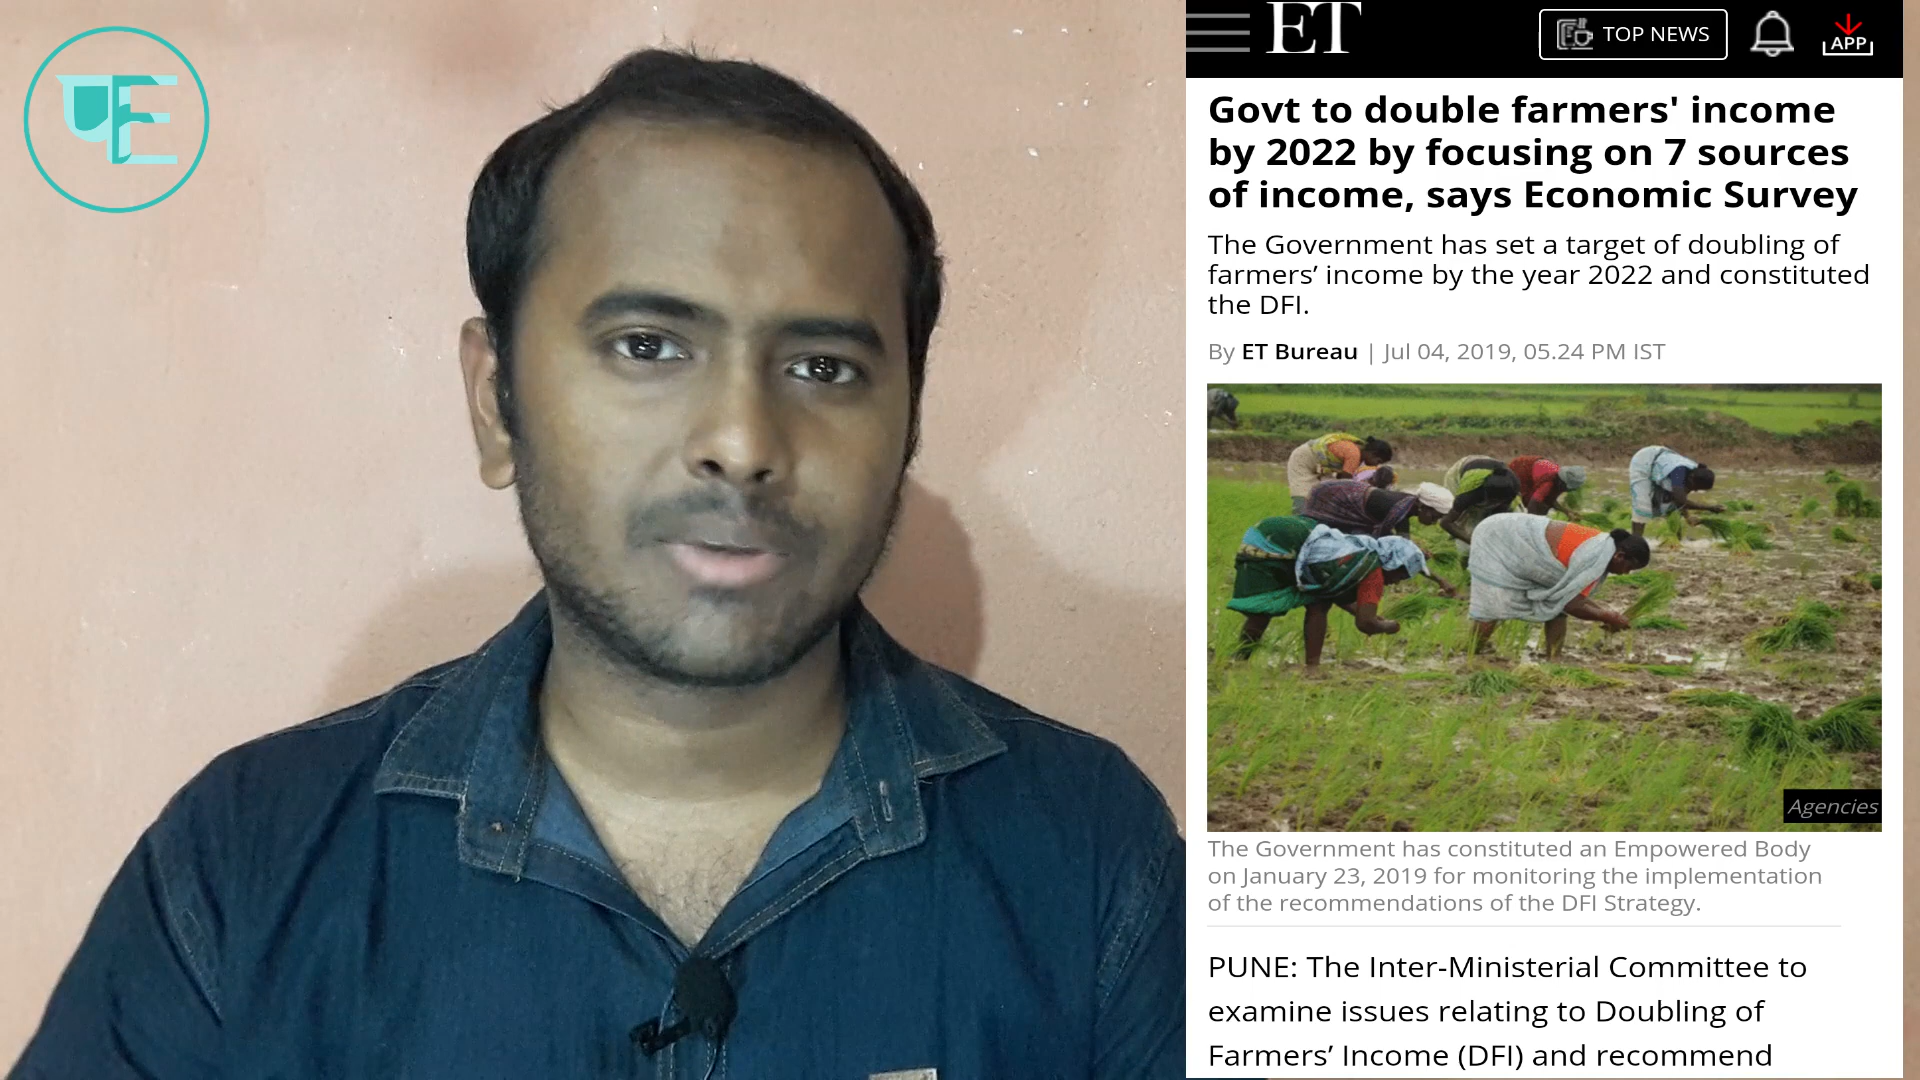 ET
TOP NEWS
APP
Govt to double farmers' income
by 2022 by focusing on 7 sources
of income, says Economic Survey
The Government has set a target of doubling of
farmers’ income by the year 2022 and constituted
the DFI.
By ET Bureau | Jul 04, 2019, 05.24 PM IST
Agencies
The Government has constituted an Empowered Body
on January 23, 2019 for monitoring the implementation
of the recommendations of the DFI Strategy.
PUNE: The Inter-Ministerial Committee to
examine issues relating to Doubling of
Farmers’ Income (DFI) and recommend